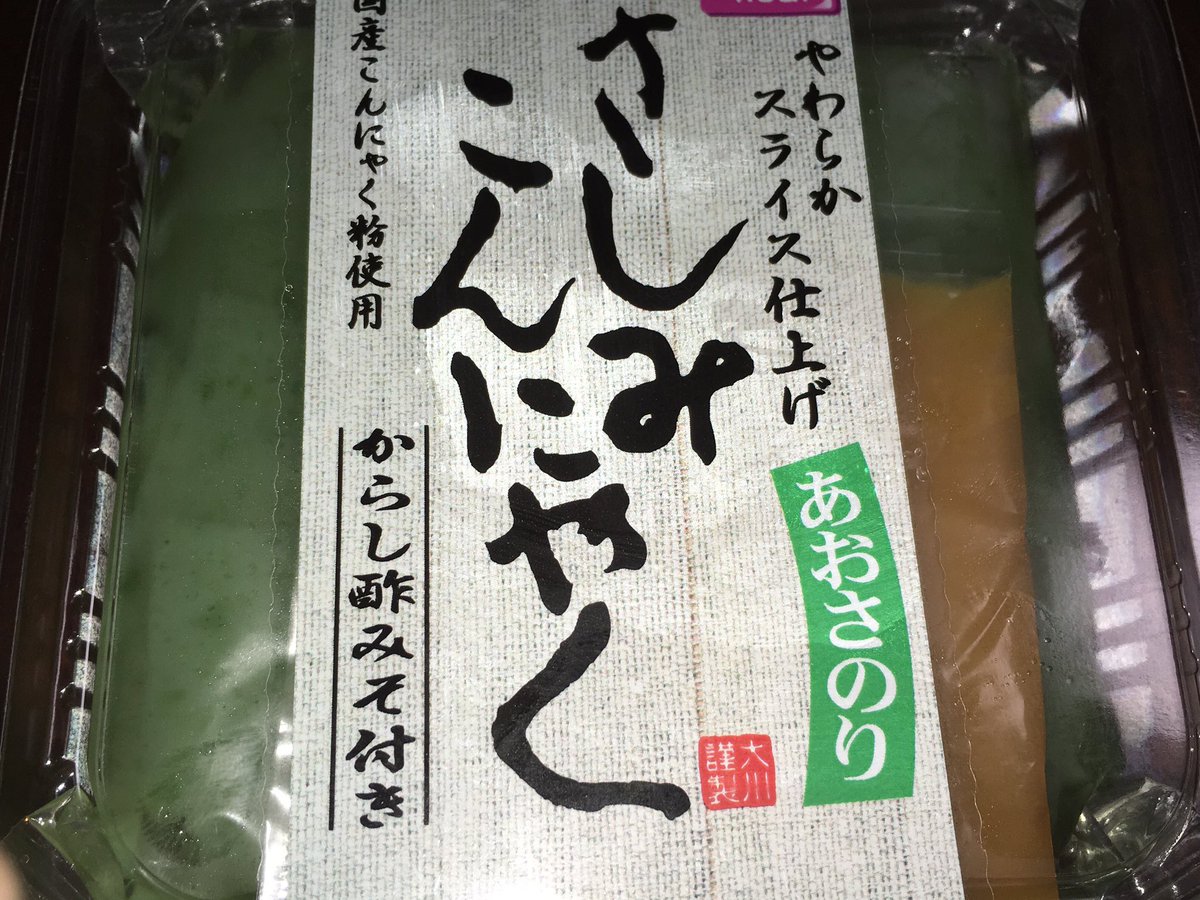 やわらか
スライス仕上げ
さしみ
こんにゃく
国産こんにゃく粉使用
からし酢みそ付き
あおさのり
大川
謹製